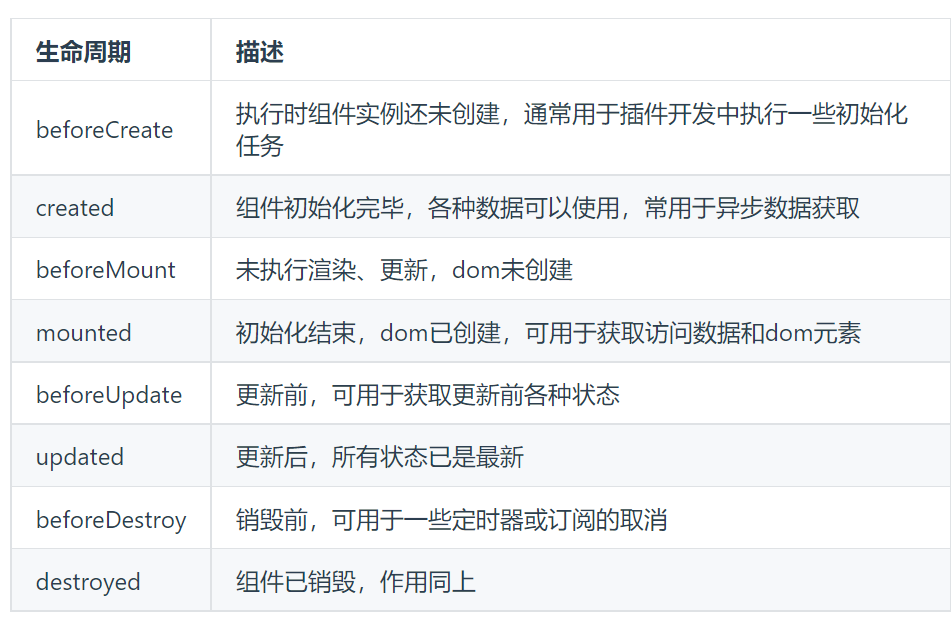 生命周期 描述
beforeCreate 执行时组件实例还未创建，通常用于插件开发中执行一些初始化
任务
created 组件初始化完毕，各种数据可以使用，常用于异步数据获取
beforeMount 未执行渲染、更新，dom未创建
mounted 初始化结束，dom已创建，可用于获取访问数据和dom元素
beforeUpdate 更新前，可用于获取更新前各种状态
updated 更新后，所有状态已是最新
beforeDestroy 销毁前，可用于一些定时器或订阅的取消
destroyed 组件已销毁，作用同上